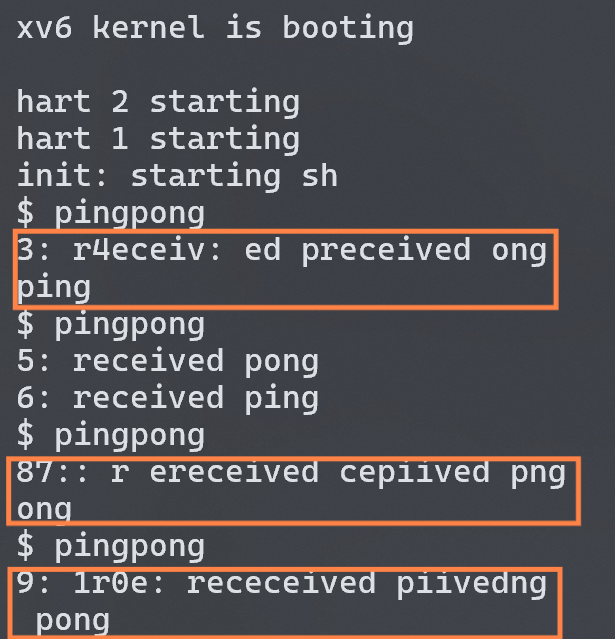 xv6 kernel is booting
hart 2 starting
hart 1 starting
init: starting sh
$ pingpong
3: r4eceiv: ed preceived ong
ping
$ pingpong
5: received pong
6: received ping
$ pingpong
87:: r ereceived cepiived png
ong
$ pingpong
9: 1r0e: receceived piivedng
 pong